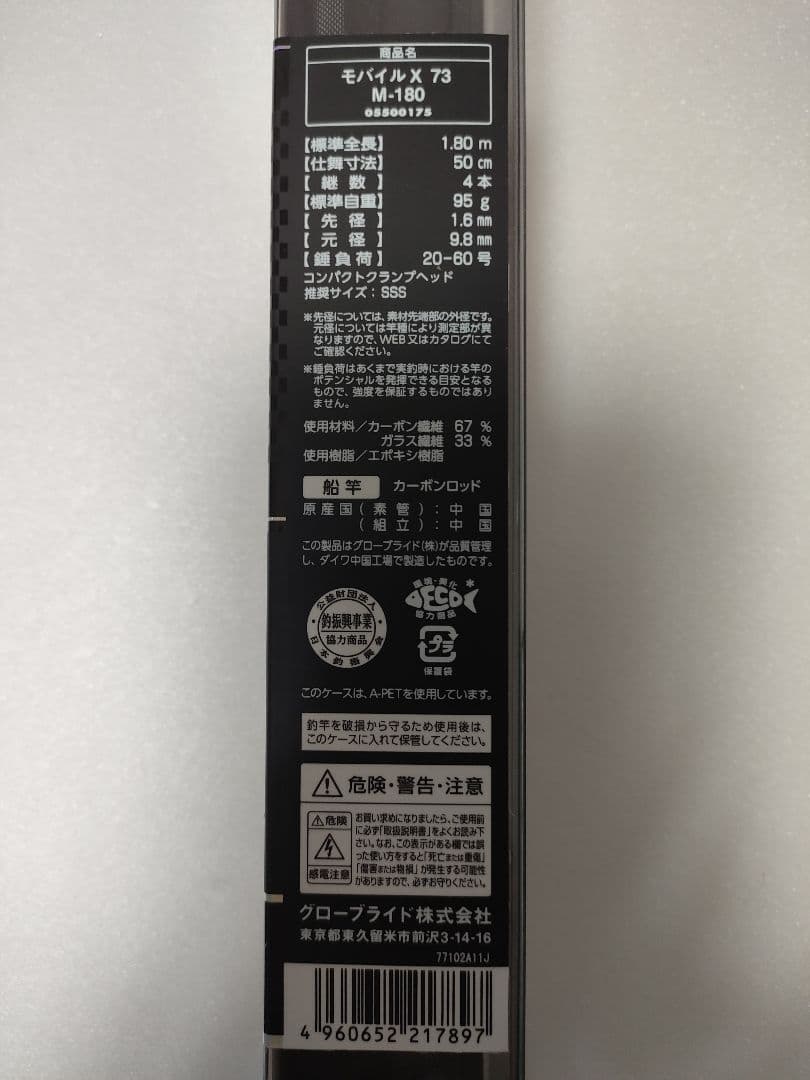 商品名
モバイルX 73
M-180
05500175
【標準全長】 1.80 m
【仕舞寸法】 50 cm
【継数】 4本
【標準自重】 95 g
【先径】 1.6 mm
【元径】 9.8 mm
【錘負荷】 20-60 号
コンパクトクランプヘッド
推奨サイズ：SSS
※先径については、素材先端部の外径です。
元径については竿種により測定部が異
なりますので、WEB又はカタログにて
ご確認ください。
※錘負荷はあくまで実釣時における竿の
ポテンシャルを発揮できる目安となる
もので、強度を保証するものではあり
ません。
使用材料／カーボン繊維 67 %
ガラス繊維 33 %
使用樹脂／エポキシ樹脂
船竿 カーボンロッド
原産国(素管)：中国
(組立)：中国
この製品はグローブライド(株)が品質管理
し、ダイワ中国工場で製造したものです。
公益財団法人
釣振興事業
協力商品
日本釣振興会
環境・美化
ECO
協力商品
プラ
保護袋
このケースは、A-PETを使用しています。
釣竿を破損から守るため使用後は、
このケースに入れて保管してください。
危険・警告・注意
危険
感電注意
お買い求めになりましたら、ご使用前
に必ず「取扱説明書」をよくお読み下
さい。なお、この表示がある欄では誤
った使い方をすると「死亡または重傷」
「傷害または物損」が発生する可能性
がありますので、必ずお守りください。
グローブライド株式会社
東京都東久留米市前沢3-14-16
77102A11J
4 960652 217897